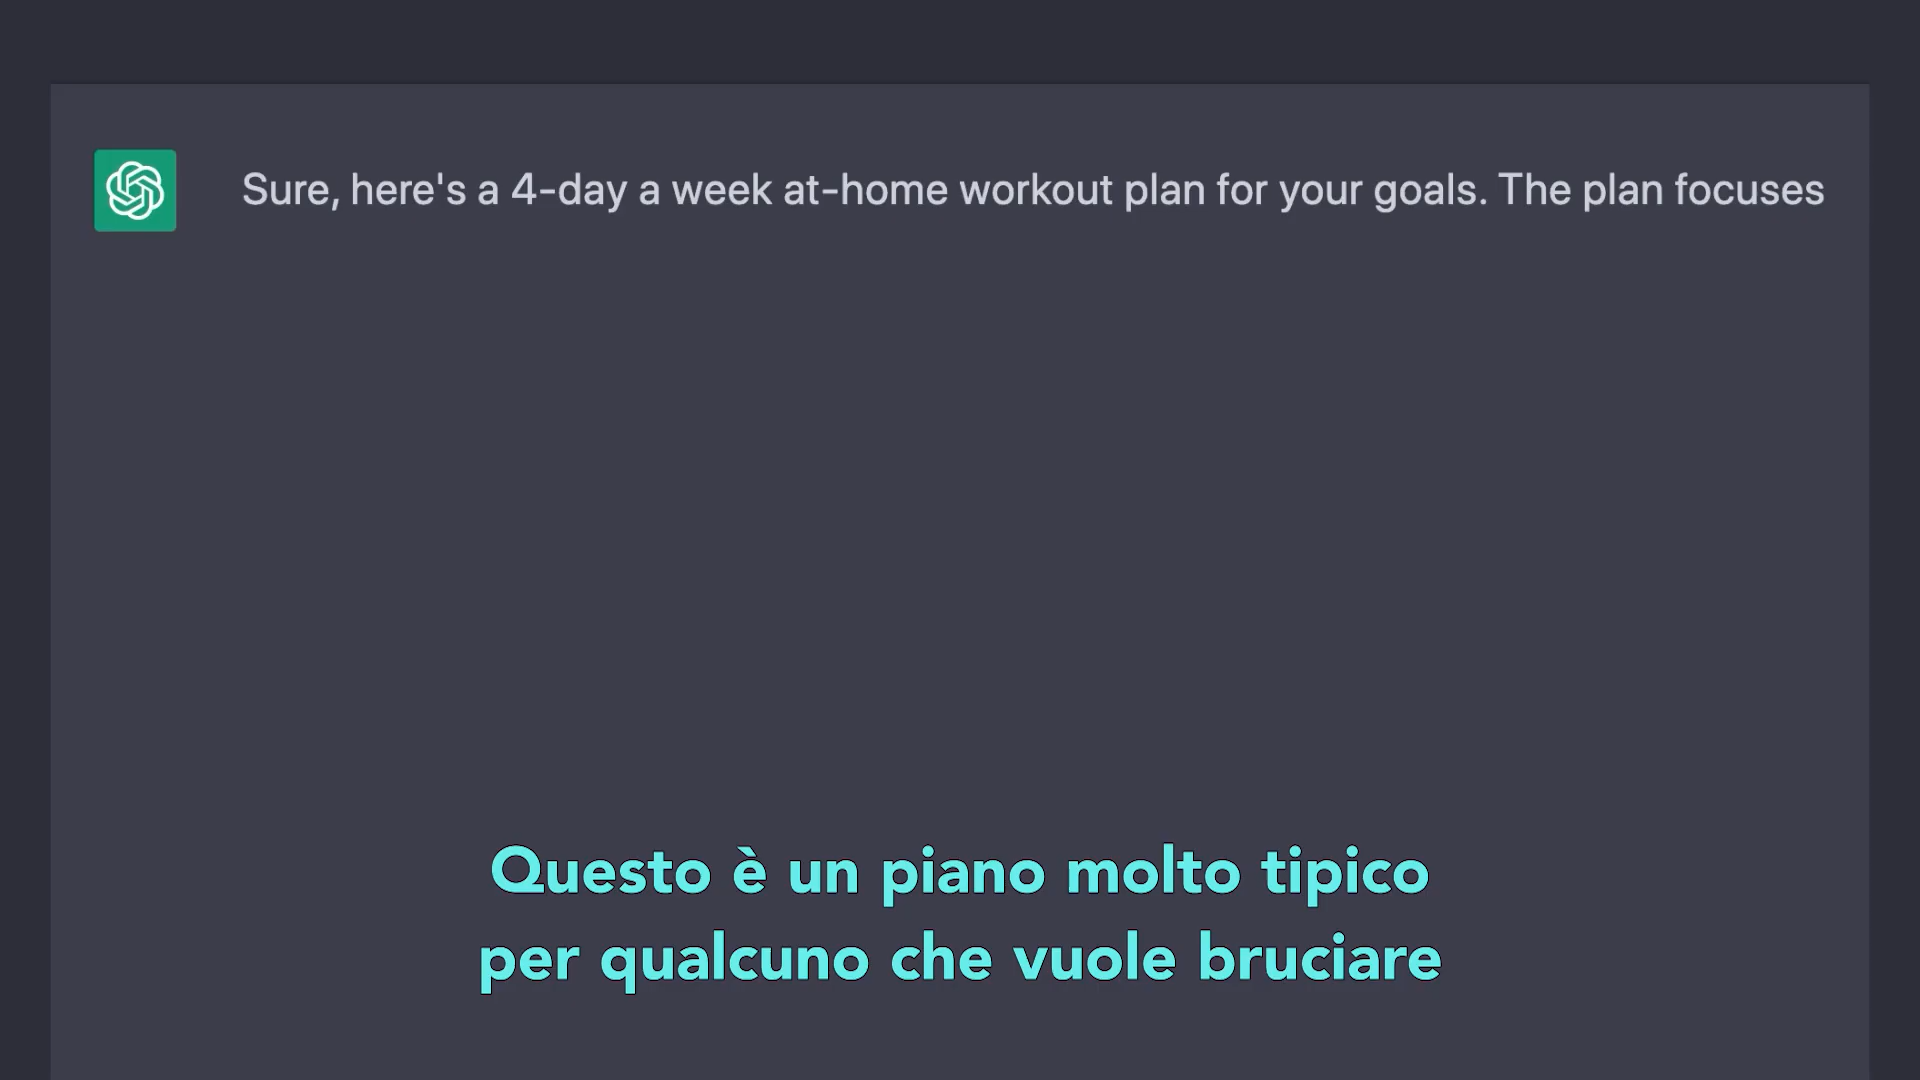 Sure, here's a 4-day a week at-home workout plan for your goals. The plan focuses
Questo è un piano molto tipico
per qualcuno che vuole bruciare